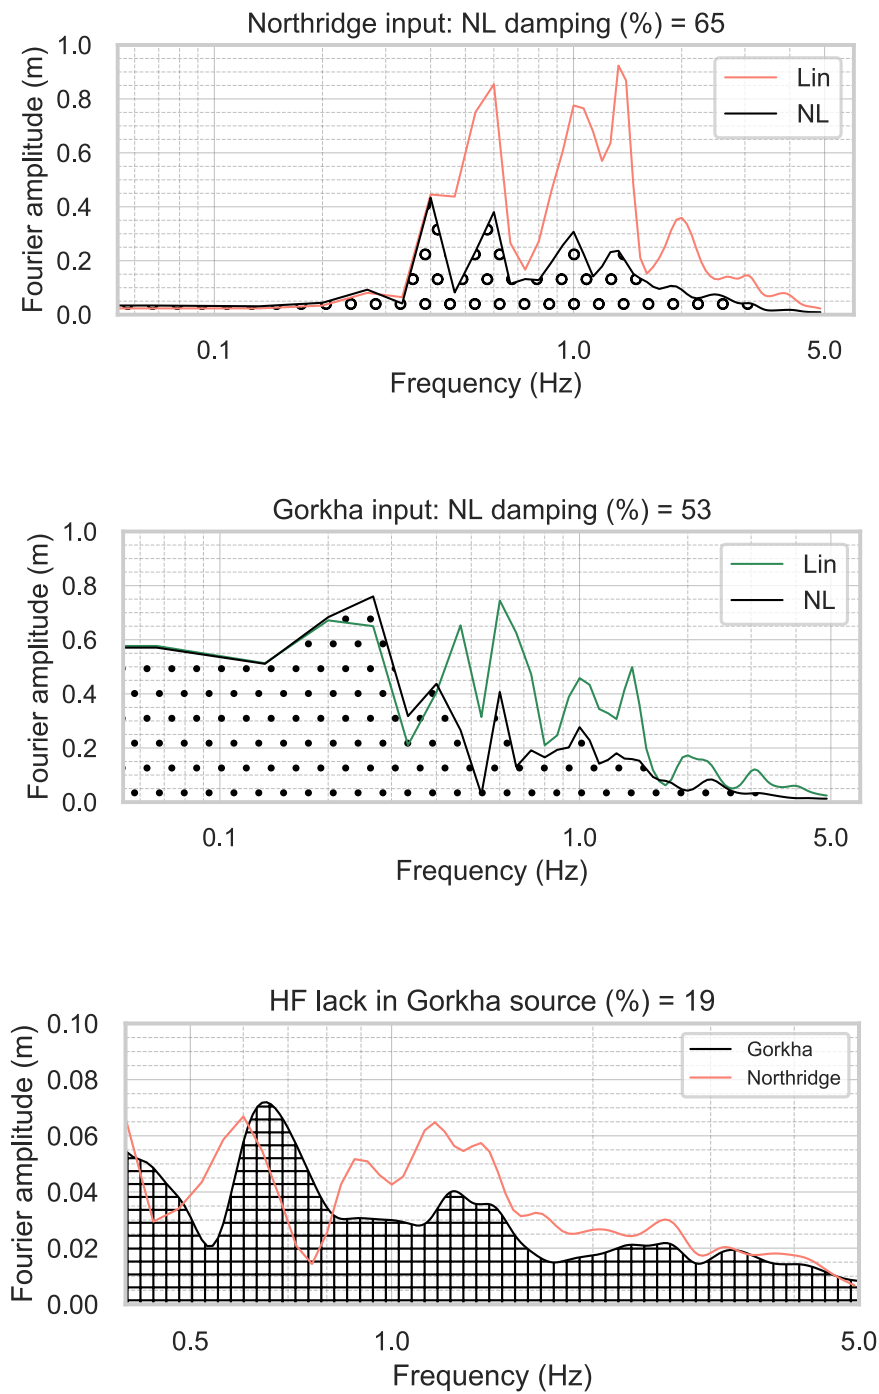 Northridge input: NL damping (%) = 65
Fourier amplitude (m)
1.0
0.8
0.6
0.4
0.2
0.0
Lin
NL
0.1 1.0 5.0
Frequency (Hz)
Gorkha input: NL damping (%) = 53
Fourier amplitude (m)
1.0
0.8
0.6
0.4
0.2
0.0
Lin
NL
0.1 1.0 5.0
Frequency (Hz)
HF lack in Gorkha source (%) = 19
Fourier amplitude (m)
0.10
0.08
0.06
0.04
0.02
0.00
Gorkha
Northridge
0.5 1.0 5.0
Frequency (Hz)